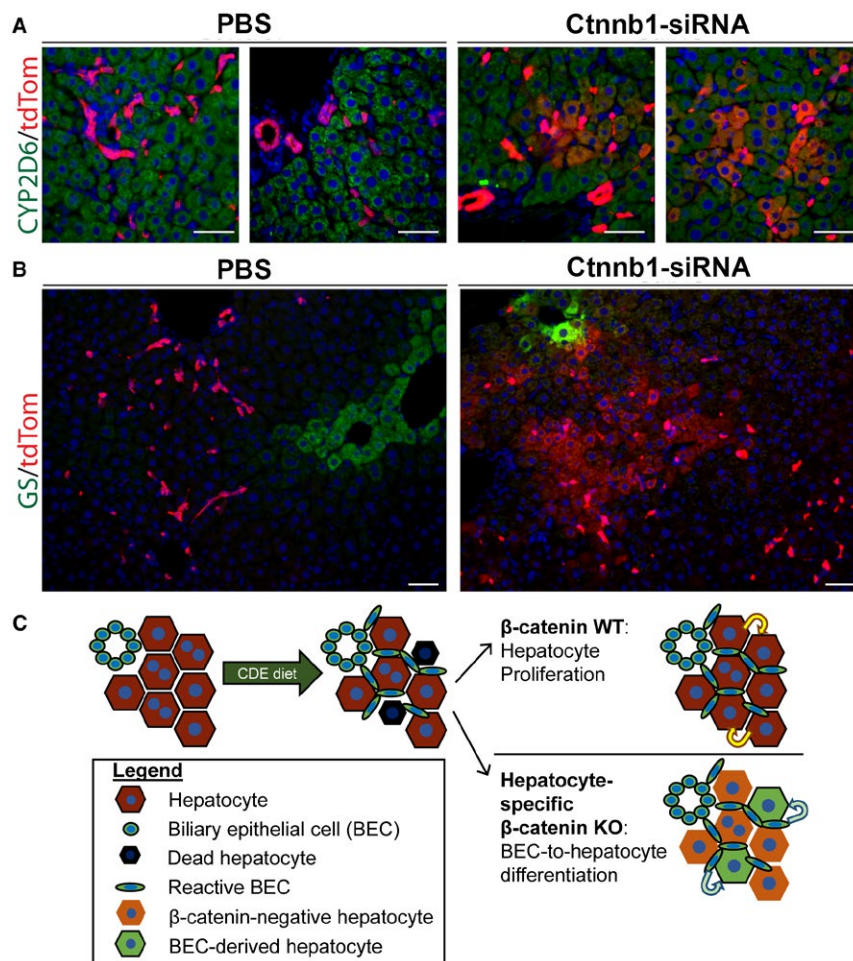 A
PBS
Ctnnb1-siRNA
CYP2D6/tdTom
B
PBS
Ctnnb1-siRNA
GS/tdTom
C
CDE diet
β-catenin WT:
Hepatocyte
Proliferation
Hepatocyte-
specific
β-catenin KO:
BEC-to-hepatocyte
differentiation
Legend
Hepatocyte
Biliary epithelial cell (BEC)
Dead hepatocyte
Reactive BEC
β-catenin-negative hepatocyte
BEC-derived hepatocyte